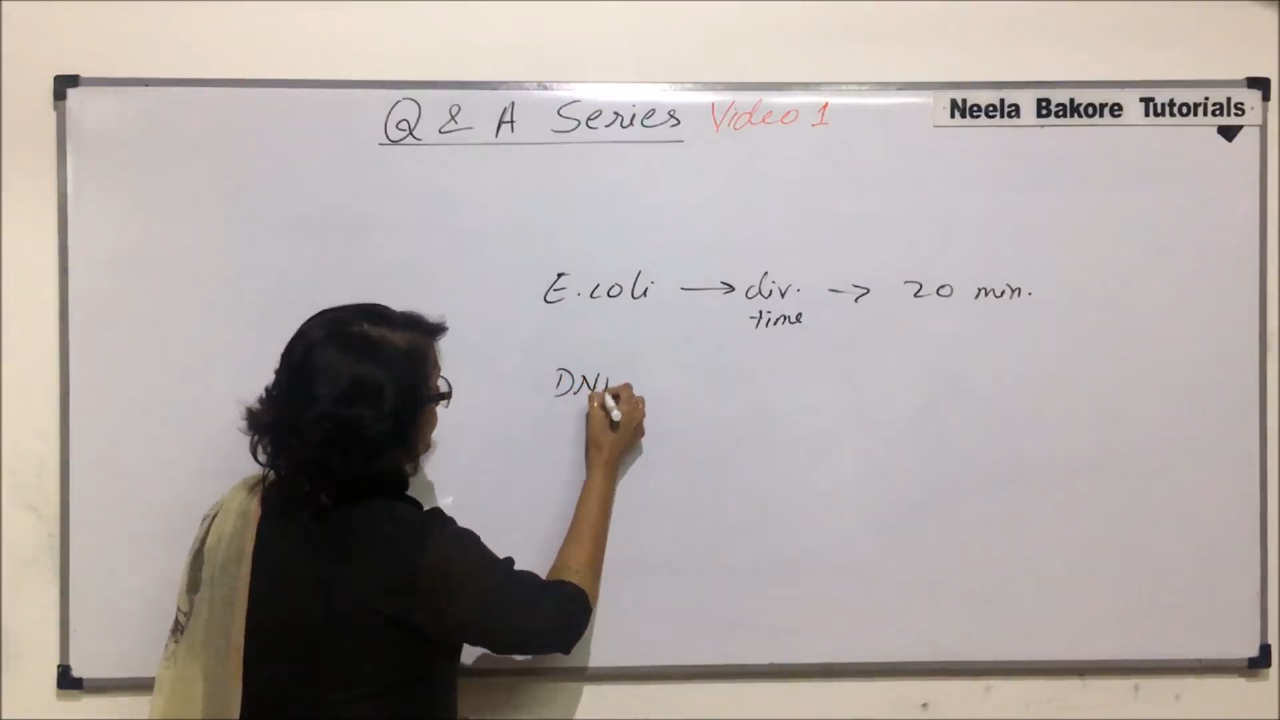 Q & A Series Video 1
Neela Bakore Tutorials
E.coli → div. → 20 min.
time
DN